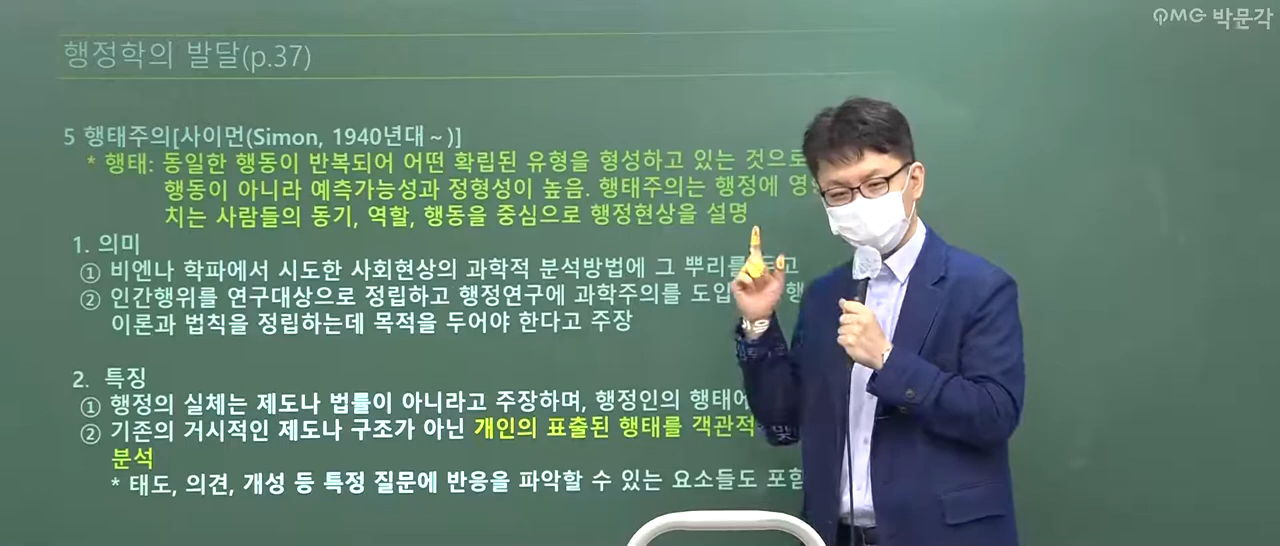 PMG 박문각
행정학의 발달(p.37)
5 행태주의[사이먼(Simon, 1940년대~)]
* 행태: 동일한 행동이 반복되어 어떤 확립된 유형을 형성하고 있는 것으로
행동이 아니라 예측가능성과 정형성이 높음. 행태주의는 행정에
치는 사람들의 동기, 역할, 행동을 중심으로 행정현상을 설명
1. 의미
① 비엔나 학파에서 시도한 사회현상의 과학적 분석방법에 그 뿌리를
② 인간행위를 연구대상으로 정립하고 행정연구에 과학주의를
이론과 법칙을 정립하는데 목적을 두어야 한다고 주장
2. 특징
① 행정의 실체는 제도나 법률이 아니라고 주장하며, 행정인의
② 기존의 거시적인 제도나 구조가 아닌 개인의 표출된 행태를
분석
* 태도, 의견, 개성 등 특정 질문에 반응을 파악할 수 있는 요소들도